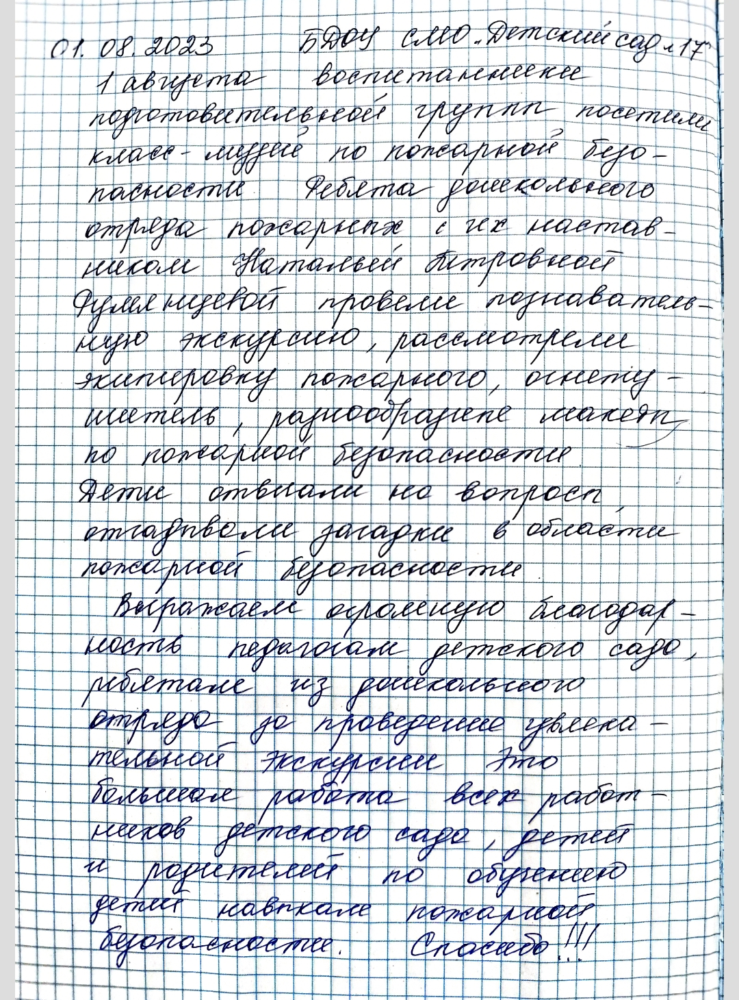 01.08.2023 БДОУ СМО „Детский сад №17"
1 августа воспитанники
подготовительной группы посетили
класс-музей по пожарной безо-
пасности Ребята дошкольного
отряда пожарных с их настав-
ником Натальей Петровной
Румянцевой провели познаватель-
ную экскурсию, рассмотрели
экипировку пожарного, огнету-
шитель, разнообразные макеты
по пожарной безопасности
Дети отвечали на вопросы,
отгадывали загадки в области
пожарной безопасности
Выражаем огромную благодар-
ность педагогам детского сада,
ребятам из дошкольного
отряда за проведение увлека-
тельной экскурсии Это
большая работа всех работ-
ников детского сада, детей
и родителей по обучению
детей навыкам пожарной
безопасности. Спасибо!!!